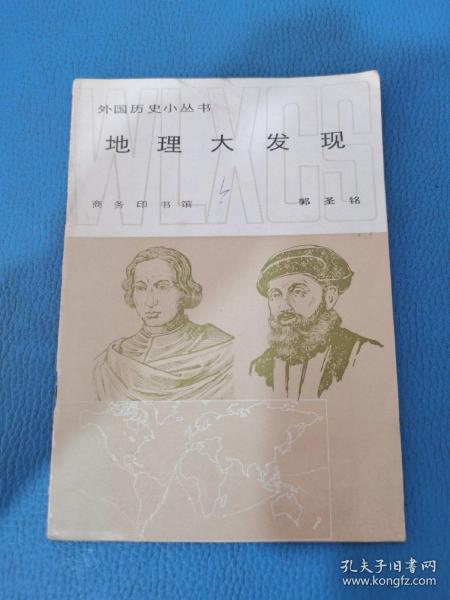 外国历史小丛书
WLXCS
地理大发现
商务印书馆 郭圣铭
孔夫子旧书网
www.kongfz.com